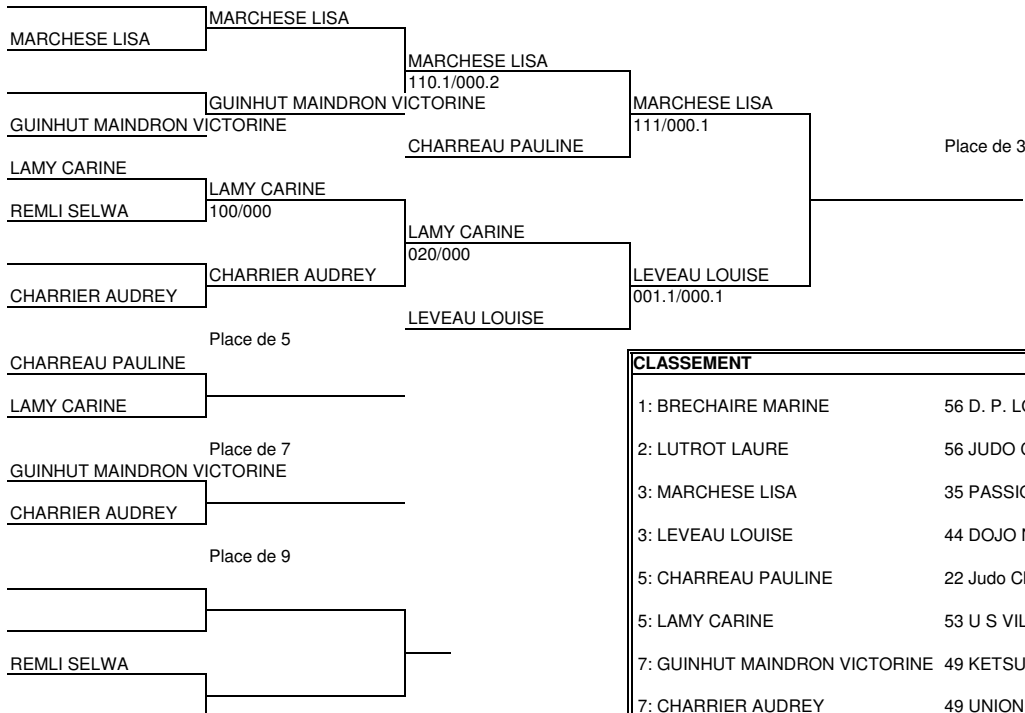 MARCHESE LISA
MARCHESE LISA
MARCHESE LISA
110.1/000.2
GUINHUT MAINDRON VICTORINE
MARCHESE LISA
GUINHUT MAINDRON VICTORINE
111/000.1
CHARREAU PAULINE
Place de 3
LAMY CARINE
LAMY CARINE
REMLI SELWA
100/000
LAMY CARINE
020/000
CHARRIER AUDREY
LEVEAU LOUISE
CHARRIER AUDREY
001.1/000.1
LEVEAU LOUISE
Place de 5
CHARREAU PAULINE
LAMY CARINE
Place de 7
GUINHUT MAINDRON VICTORINE
CHARRIER AUDREY
Place de 9
REMLI SELWA
CLASSEMENT
1: BRECHAIRE MARINE 56 D. P. L
2: LUTROT LAURE 56 JUDO
3: MARCHESE LISA 35 PASSI
3: LEVEAU LOUISE 44 DOJO
5: CHARREAU PAULINE 22 Judo C
5: LAMY CARINE 53 U S VIL
7: GUINHUT MAINDRON VICTORINE 49 KETSU
7: CHARRIER AUDREY 49 UNION